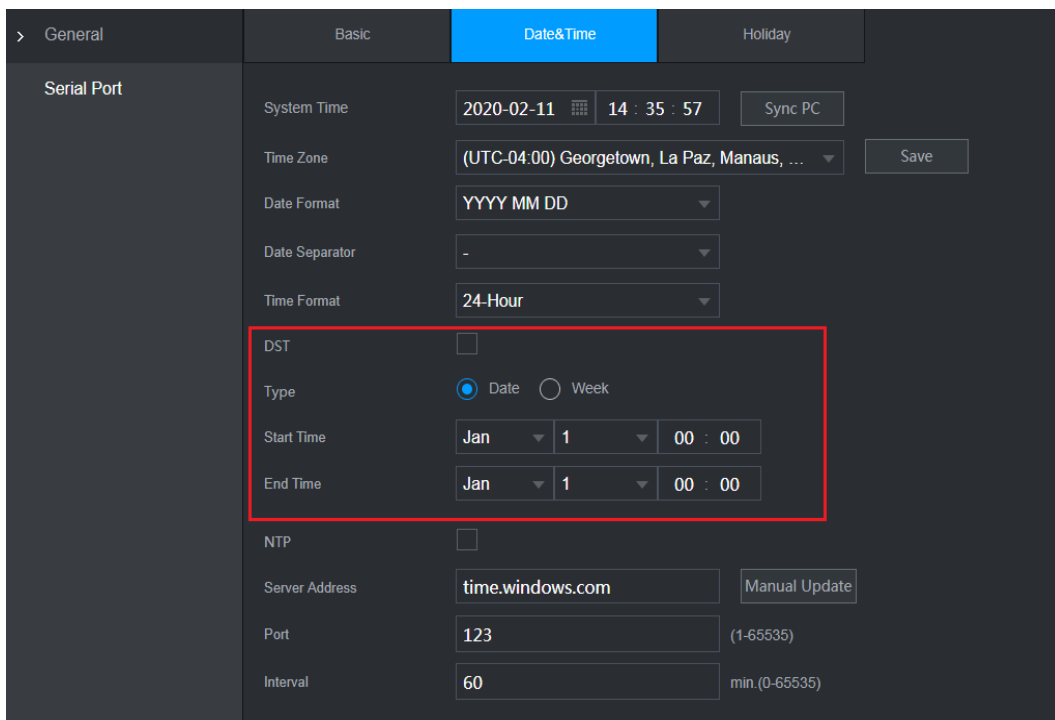 General
Basic
Date&Time
Holiday
Serial Port
System Time
2020-02-11
14 : 35 : 57
Sync PC
Time Zone
(UTC-04:00) Georgetown, La Paz, Manaus, ...
Save
Date Format
YYYY MM DD
Date Separator
-
Time Format
24-Hour
DST
Type
Date
Week
Start Time
Jan
1
00 : 00
End Time
Jan
1
00 : 00
NTP
Server Address
time.windows.com
Manual Update
Port
123
(1-65535)
Interval
60
min.(0-65535)